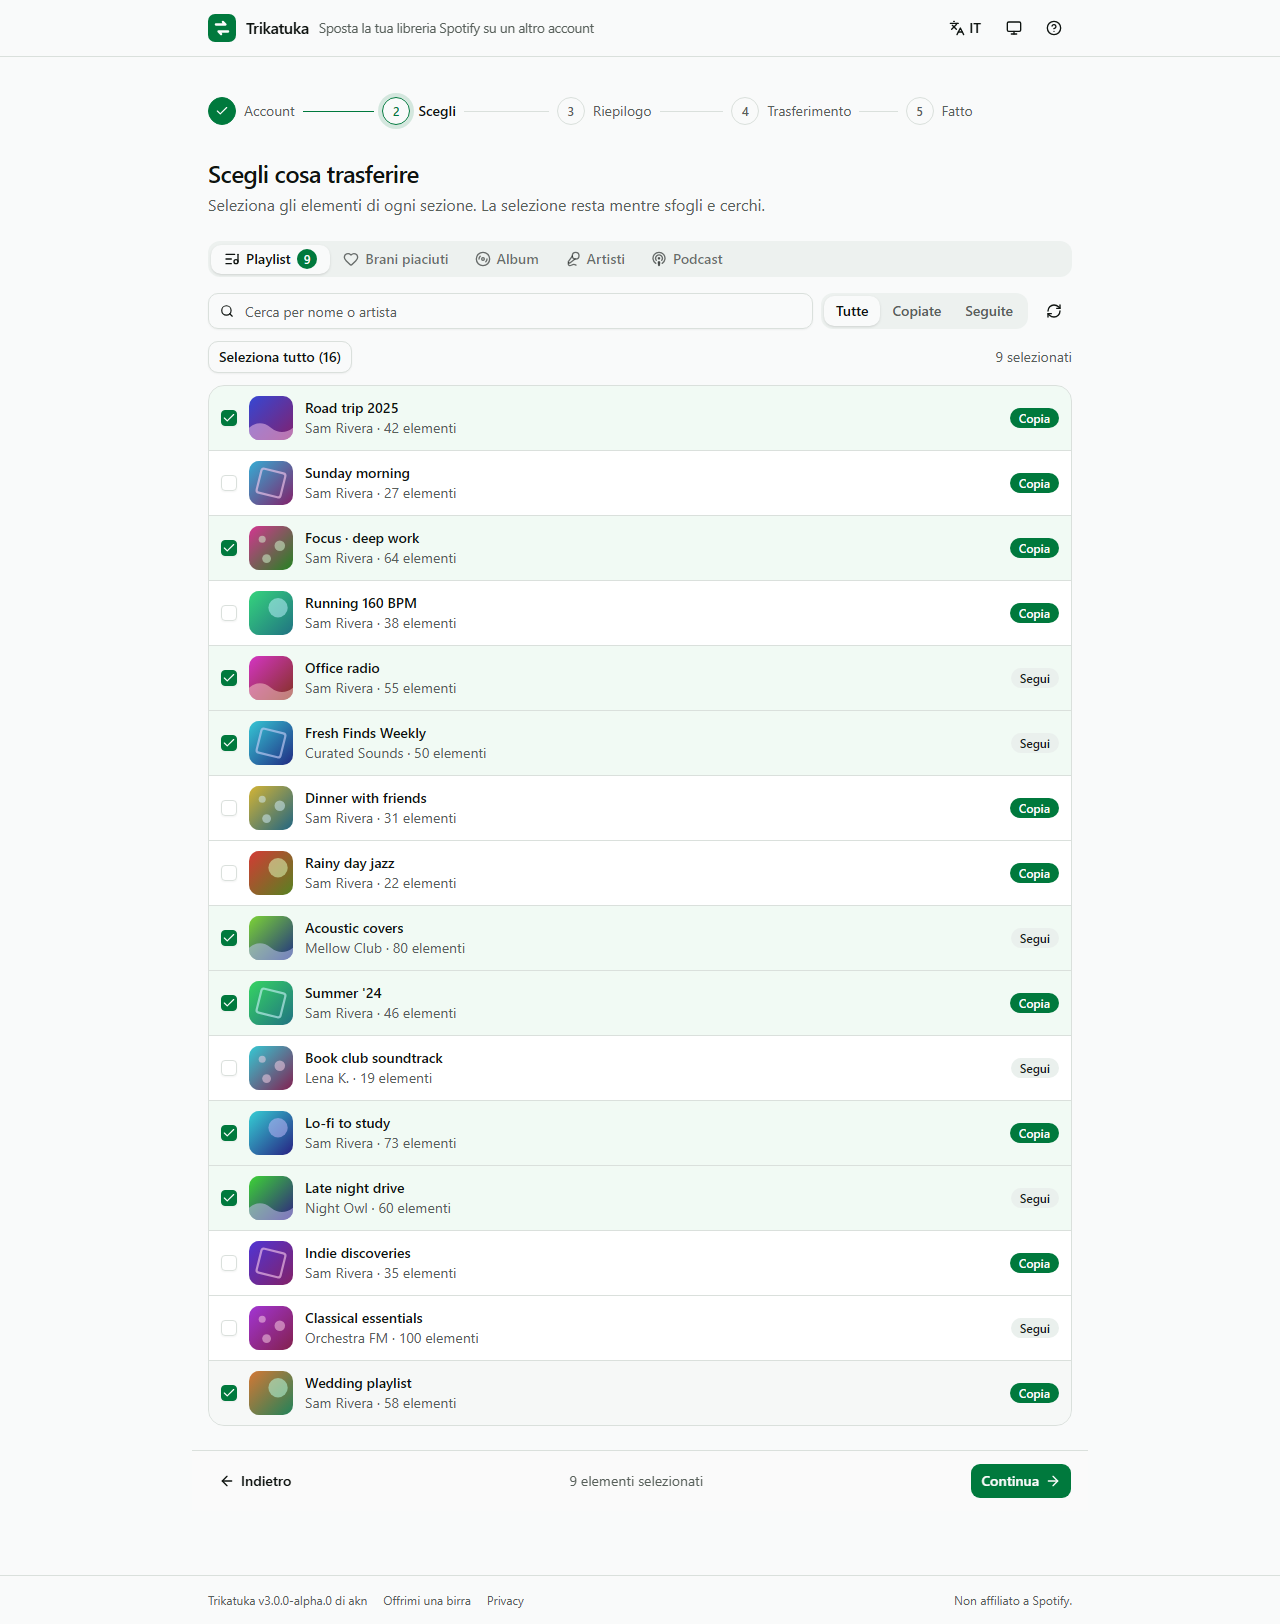 Trikatuka Sposta la tua libreria Spotify su un altro account IT
Account 2 Scegli 3 Riepilogo 4 Trasferimento 5 Fatto
Scegli cosa trasferire
Seleziona gli elementi di ogni sezione. La selezione resta mentre sfogli e cerchi.
Playlist 9 Brani piaciuti Album Artisti Podcast
Cerca per nome o artista Tutte Copiate Seguite
Seleziona tutto (16) 9 selezionati
Road trip 2025
Sam Rivera · 42 elementi Copia
Sunday morning
Sam Rivera · 27 elementi Copia
Focus · deep work
Sam Rivera · 64 elementi Copia
Running 160 BPM
Sam Rivera · 38 elementi Copia
Office radio
Sam Rivera · 55 elementi Segui
Fresh Finds Weekly
Curated Sounds · 50 elementi Segui
Dinner with friends
Sam Rivera · 31 elementi Copia
Rainy day jazz
Sam Rivera · 22 elementi Copia
Acoustic covers
Mellow Club · 80 elementi Segui
Summer '24
Sam Rivera · 46 elementi Copia
Book club soundtrack
Lena K. · 19 elementi Segui
Lo-fi to study
Sam Rivera · 73 elementi Copia
Late night drive
Night Owl · 60 elementi Segui
Indie discoveries
Sam Rivera · 35 elementi Copia
Classical essentials
Orchestra FM · 100 elementi Segui
Wedding playlist
Sam Rivera · 58 elementi Copia
Indietro 9 elementi selezionati Continua
Trikatuka v3.0.0-alpha.0 di akn Offrimi una birra Privacy Non affiliato a Spotify.